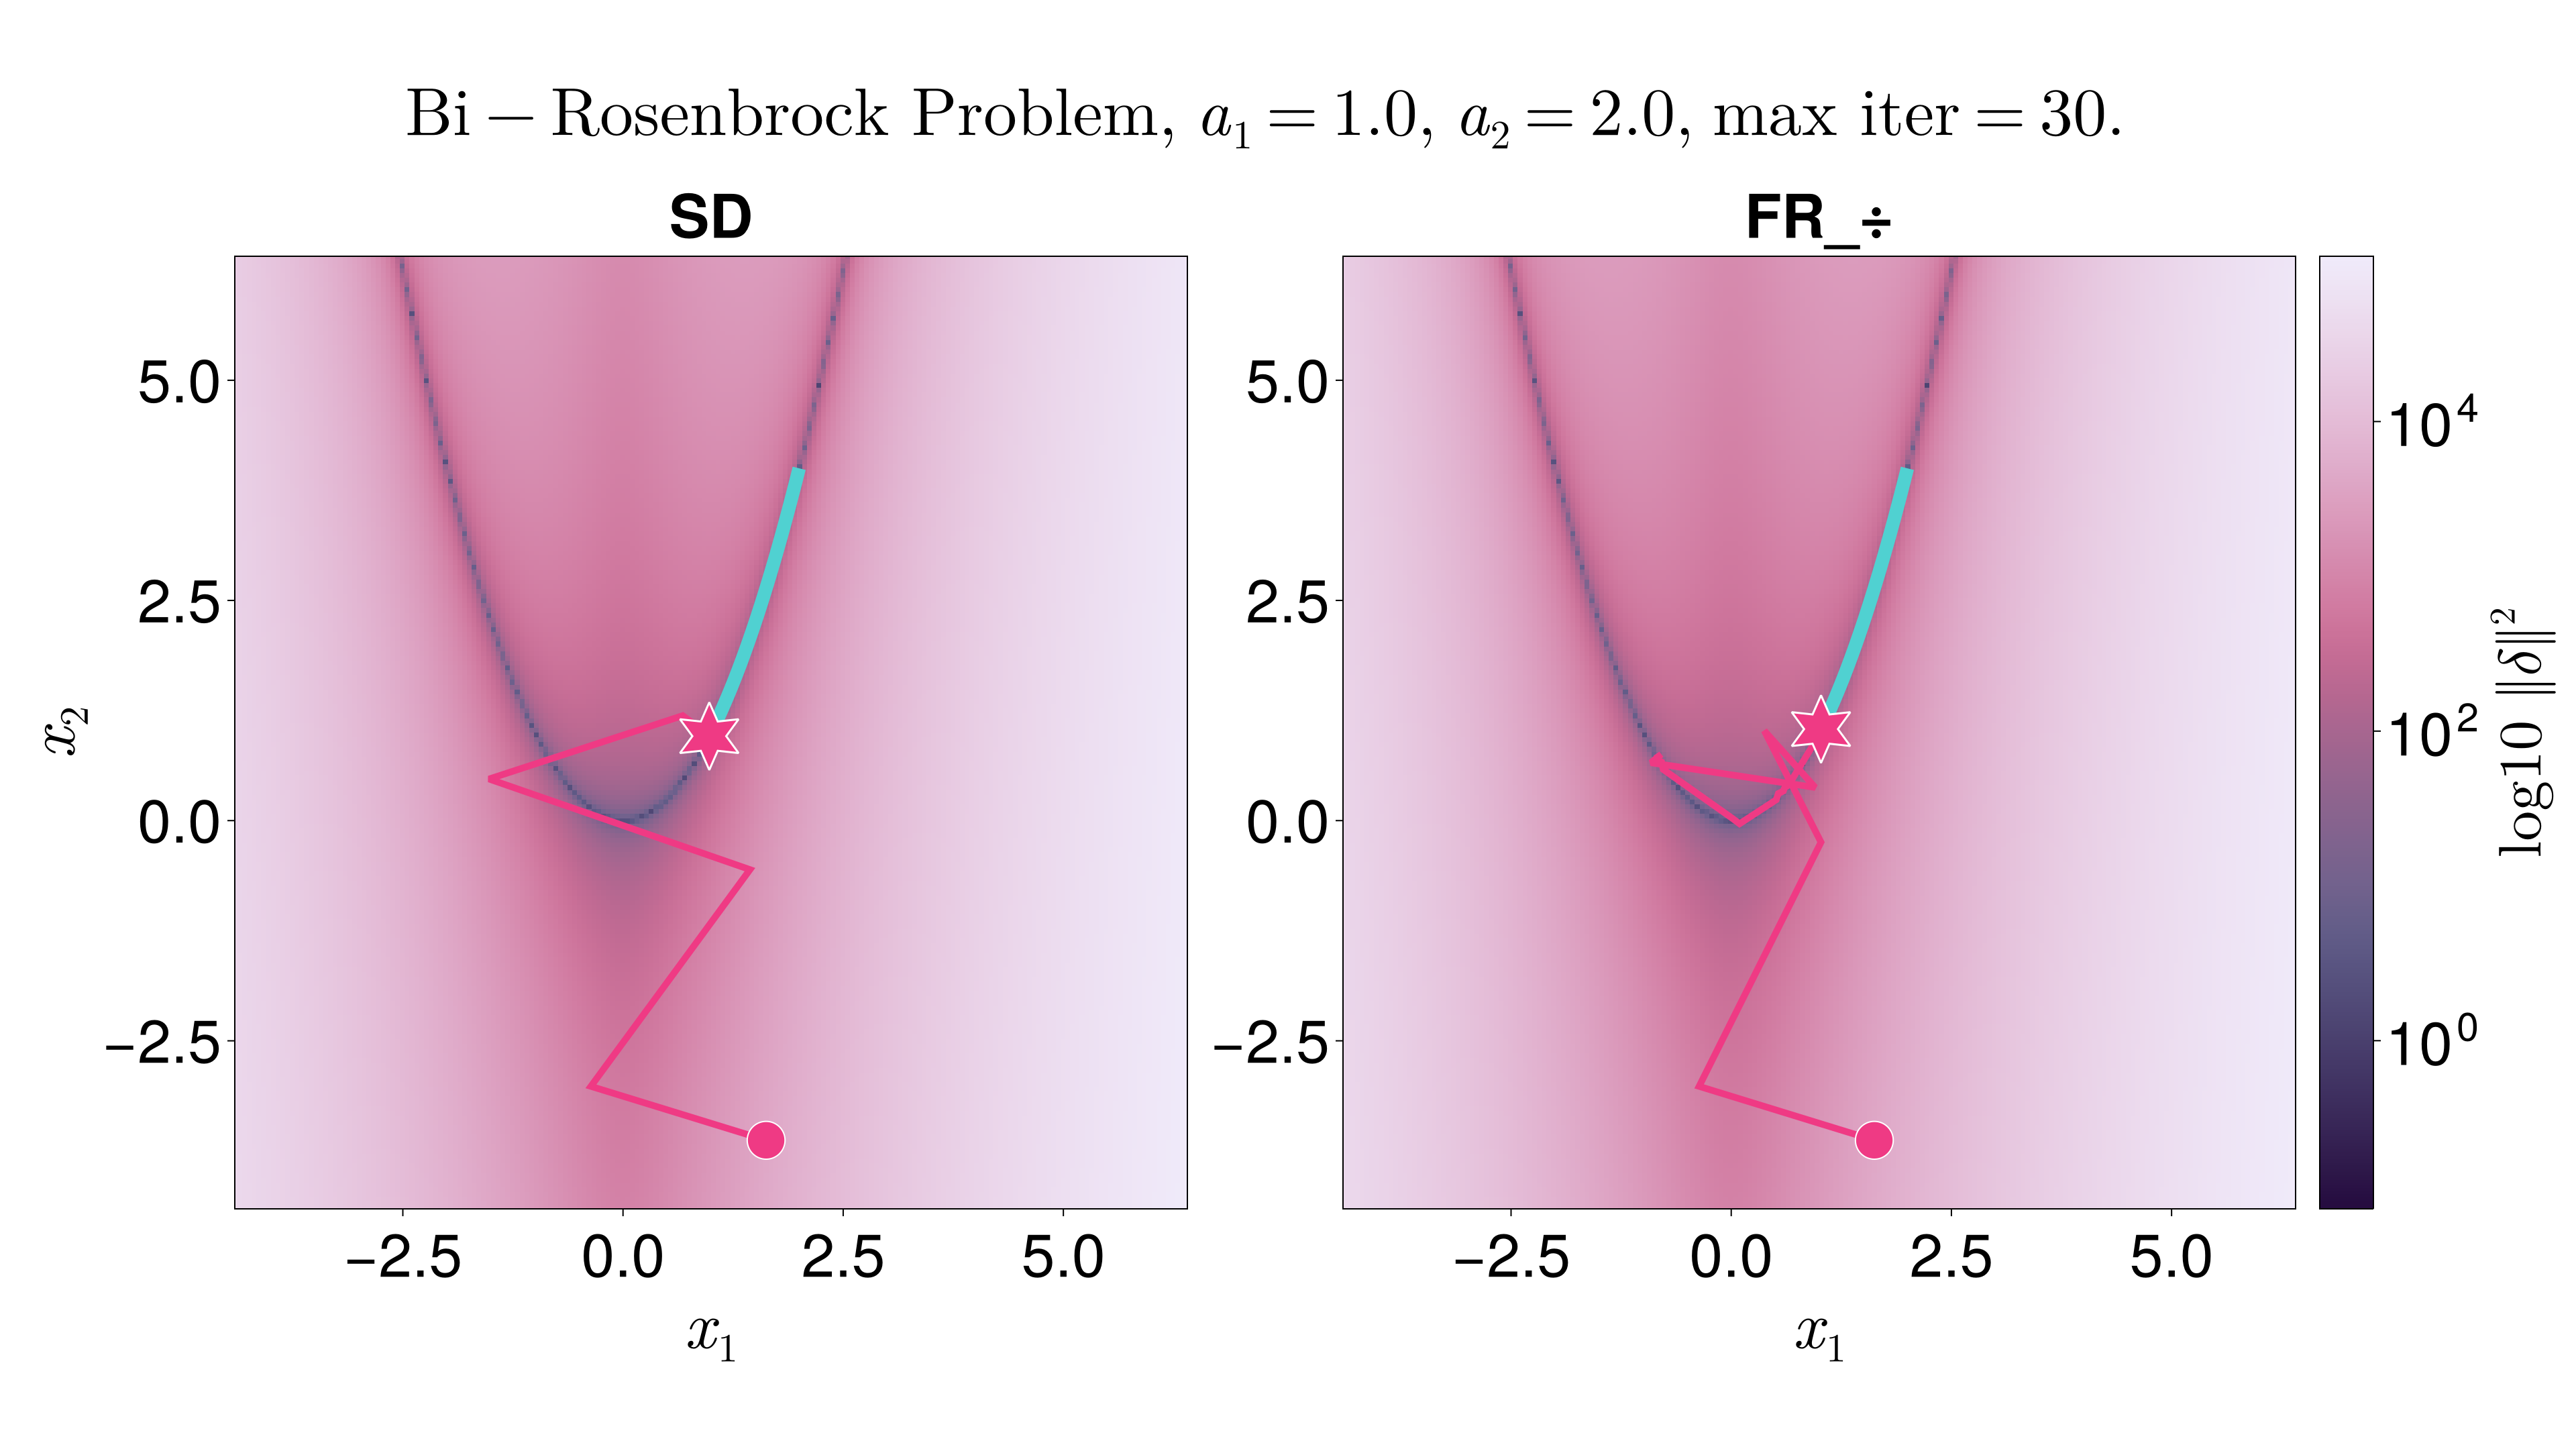 Bi − Rosenbrock Problem, a₁ = 1.0, a₂ = 2.0, max iter = 30.
SD
FR_÷
x₂
5.0
2.5
0.0
−2.5
−2.5 0.0 2.5 5.0
x₁
5.0
2.5
0.0
−2.5
−2.5 0.0 2.5 5.0
x₁
10⁴
10²
10⁰
log10 ‖δ‖²